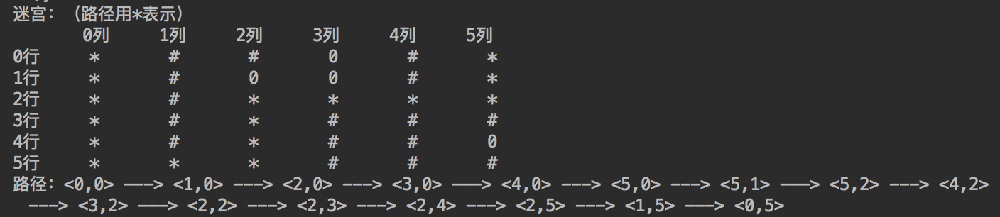 迷宫：（路径用*表示）
0列 1列 2列 3列 4列 5列
0行 * # # 0 # *
1行 * # 0 0 # *
2行 * # * * * *
3行 * # * # # #
4行 * # * # # 0
5行 * * * # # #
路径：<0,0> ---> <1,0> ---> <2,0> ---> <3,0> ---> <4,0> ---> <5,0> ---> <5,1> ---> <5,2> ---> <4,2>
---> <3,2> ---> <2,2> ---> <2,3> ---> <2,4> ---> <2,5> ---> <1,5> ---> <0,5>